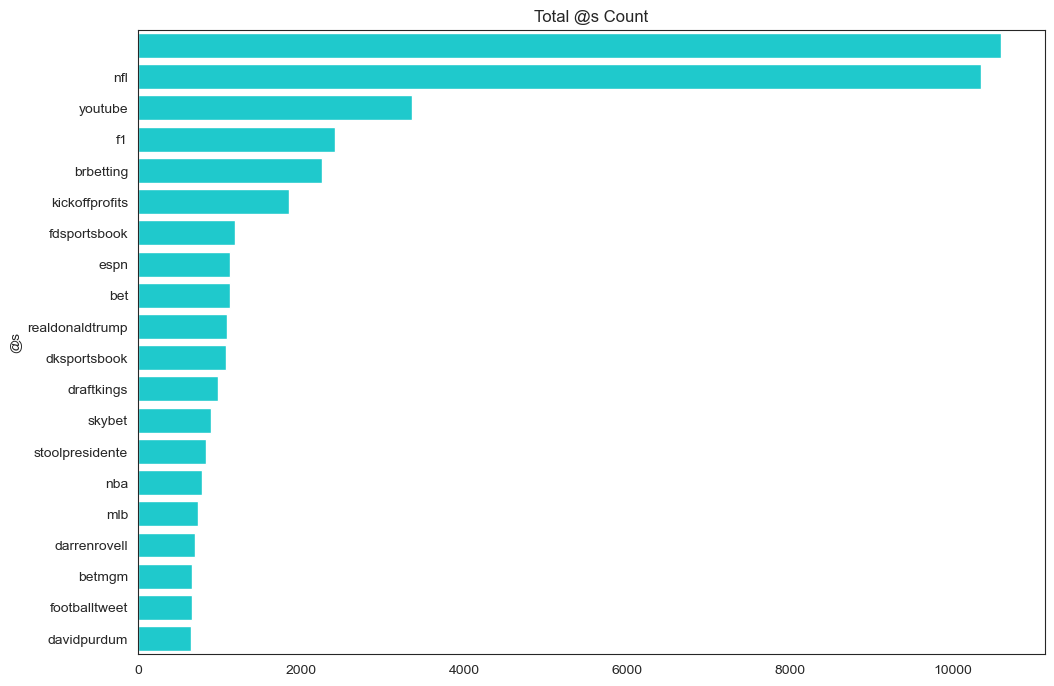 Total @s Count
nfl
youtube
f1
brbetting
kickoffprofits
fdsportsbook
espn
bet
realdonaldtrump
dksportsbook
draftkings
skybet
stoolpresidente
nba
mlb
darrenrovell
betmgm
footballtweet
davidpurdum
@s
0 2000 4000 6000 8000 10000